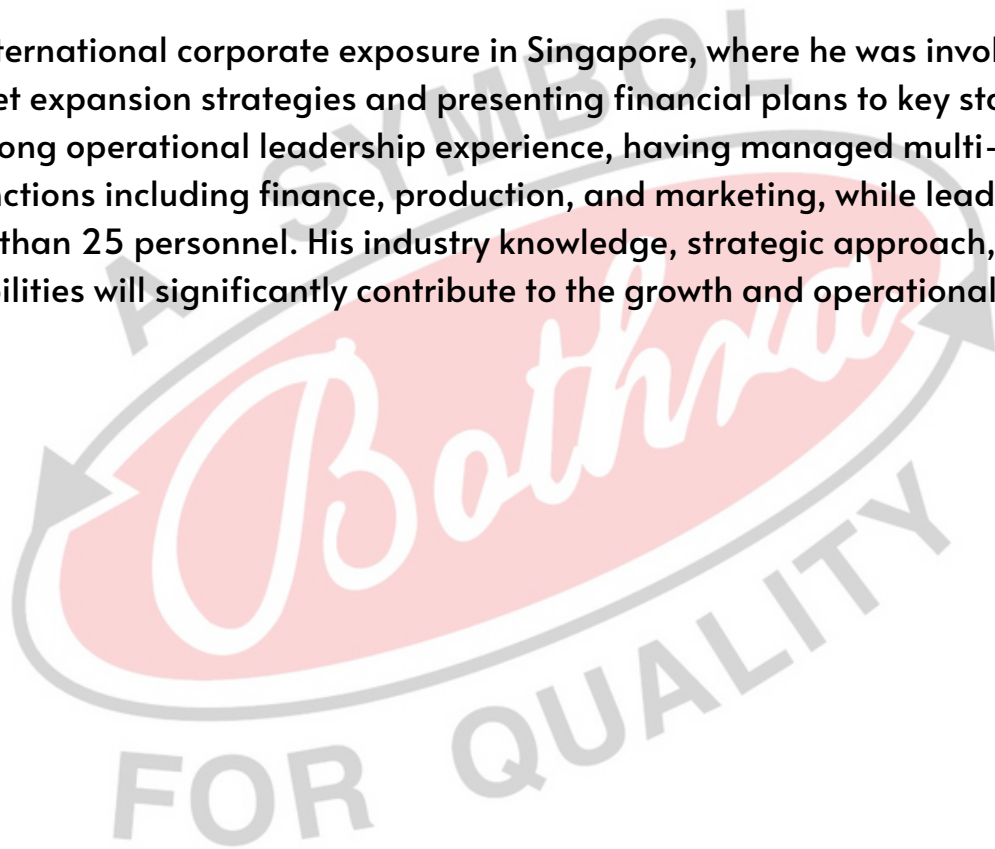 ternational corporate exposure in Singapore, where he was invol
et expansion strategies and presenting financial plans to key sta
ong operational leadership experience, having managed multi-
ctions including finance, production, and marketing, while lead
than 25 personnel. His industry knowledge, strategic approach,
ilities will significantly contribute to the growth and operational
A SYMBOL
Bothra
FOR QUALITY